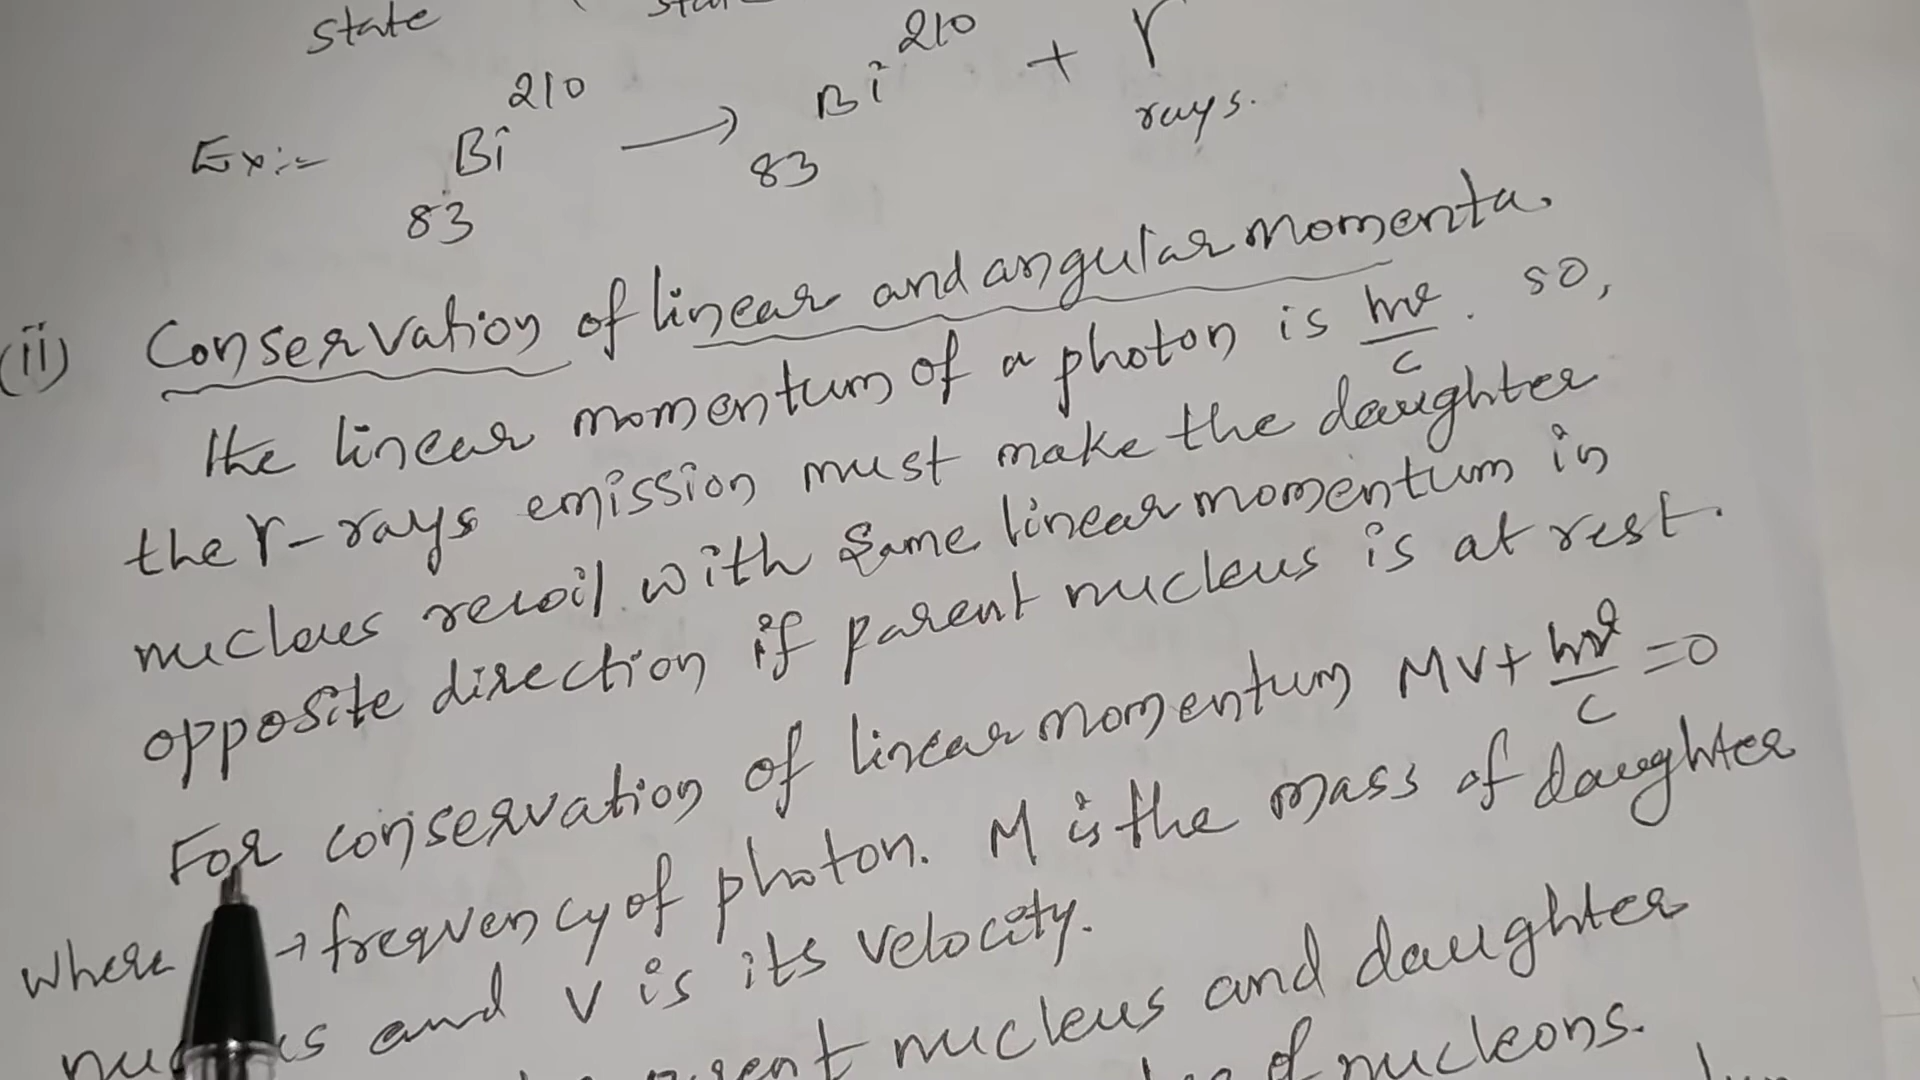 state
Ex:- 83 Bi 210 → 83 Bi 210 + γ rays.
(ii) Conservation of linear and angular momenta.
the linear momentum of a photon is hν/c. so,
the γ-rays emission must make the daughter
nucleus recoil with same linear momentum in
opposite direction if parent nucleus is at rest.
For conservation of linear momentum MV + hν/c = 0
where → frequency of photon. M is the mass of daughter
and V is its velocity.
nucleus and daughter
of nucleons.